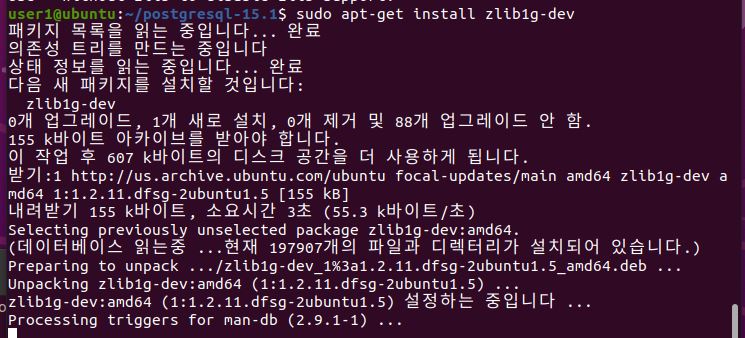 user1@ubuntu:~/postgresql-15.1$ sudo apt-get install zlib1g-dev
패키지 목록을 읽는 중입니다... 완료
의존성 트리를 만드는 중입니다
상태 정보를 읽는 중입니다... 완료
다음 새 패키지를 설치할 것입니다:
  zlib1g-dev
0개 업그레이드, 1개 새로 설치, 0개 제거 및 88개 업그레이드 안 함.
155 k바이트 아카이브를 받아야 합니다.
이 작업 후 607 k바이트의 디스크 공간을 더 사용하게 됩니다.
받기:1 http://us.archive.ubuntu.com/ubuntu focal-updates/main amd64 zlib1g-dev a
md64 1:1.2.11.dfsg-2ubuntu1.5 [155 kB]
내려받기 155 k바이트, 소요시간 3초 (55.3 k바이트/초)
Selecting previously unselected package zlib1g-dev:amd64.
(데이터베이스 읽는중 ...현재 197907개의 파일과 디렉터리가 설치되어 있습니다.)
Preparing to unpack .../zlib1g-dev_1%3a1.2.11.dfsg-2ubuntu1.5_amd64.deb ...
Unpacking zlib1g-dev:amd64 (1:1.2.11.dfsg-2ubuntu1.5) ...
zlib1g-dev:amd64 (1:1.2.11.dfsg-2ubuntu1.5) 설정하는 중입니다 ...
Processing triggers for man-db (2.9.1-1) ...